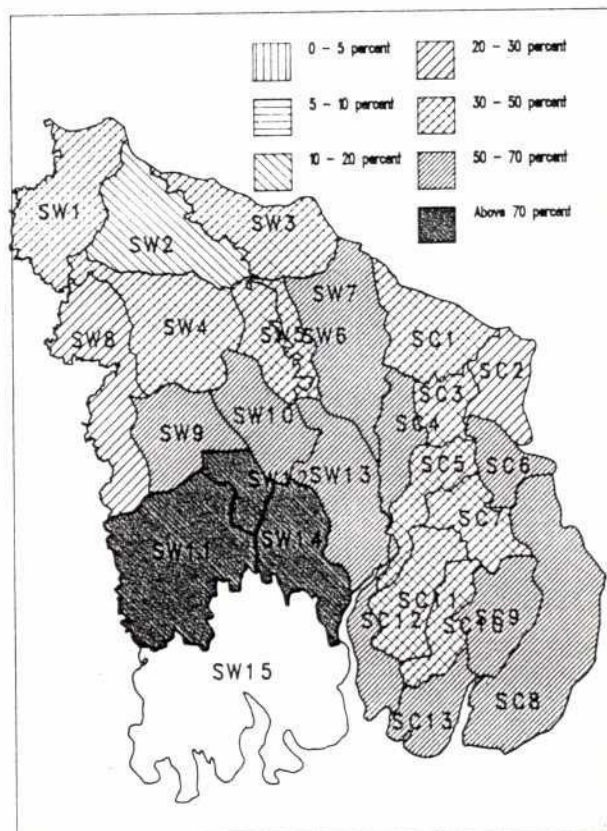 0 - 5 percent
20 - 30 percent
5 - 10 percent
30 - 50 percent
10 - 20 percent
50 - 70 percent
Above 70 percent
SW1
SW2
SW3
SW7
SW8
SW4
SW5
SW6
SC1
SC2
SC3
SC4
SW9
SW10
SW13
SC5
SC6
SC7
SW11
SW14
SC11
SC9
SC12
SW15
SC13
SC8